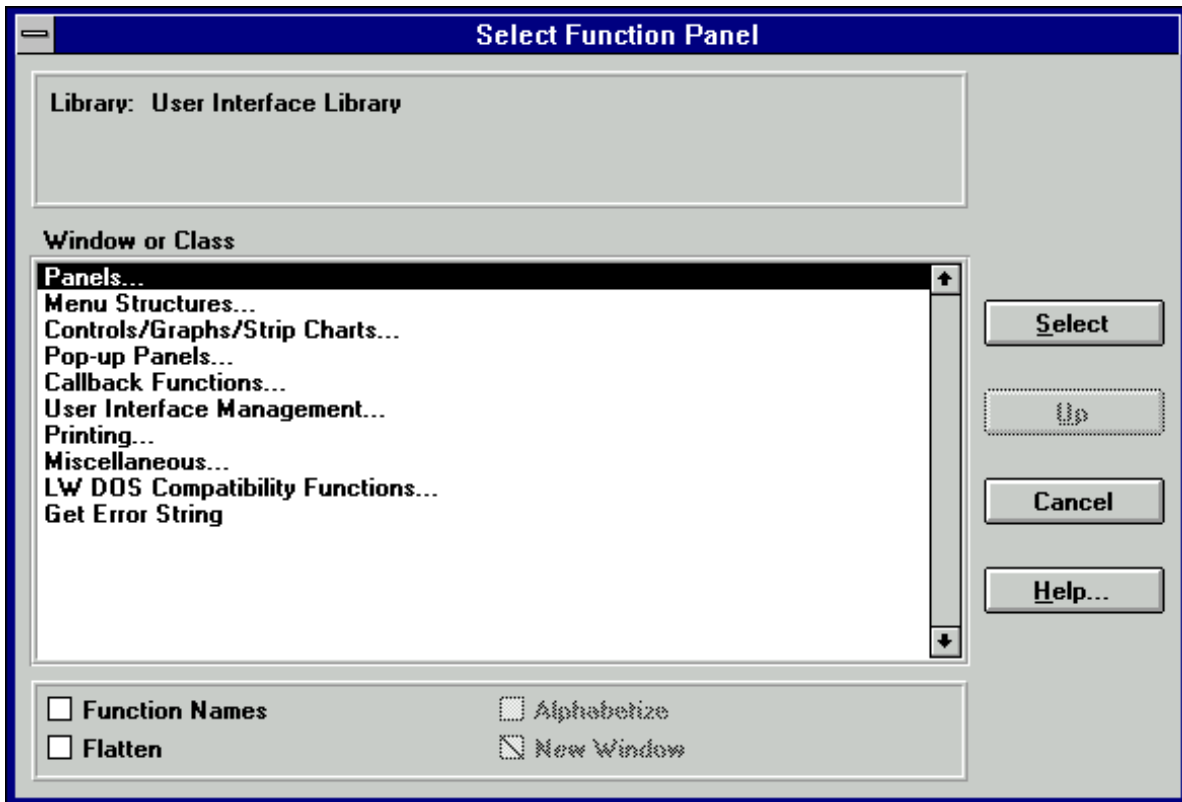 Select Function Panel
Library: User Interface Library
Window or Class
Panels...
Menu Structures...
Controls/Graphs/Strip Charts...
Pop-up Panels...
Callback Functions...
User Interface Management...
Printing...
Miscellaneous...
LW DOS Compatibility Functions...
Get Error String
Select
Up
Cancel
Help...
Function Names
Alphabetize
Flatten
New Window